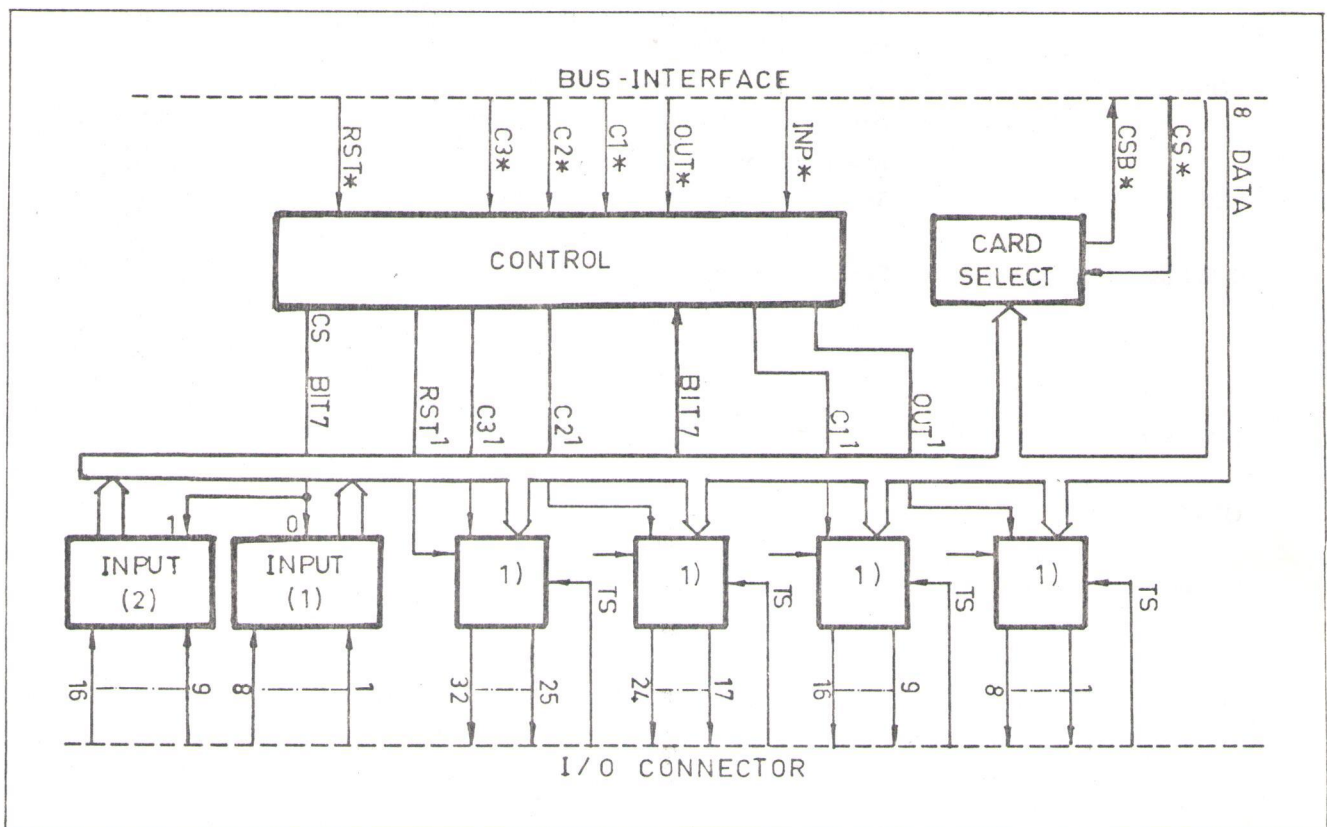 BUS-INTERFACE
RST*
C3*
C2*
C1*
OUT*
INP*
CSB*
CS*
8 DATA
CONTROL
CARD
SELECT
CS BIT7
RST1
C31
C21
BIT7
C11
OUT1
1
0
INPUT
(2)
INPUT
(1)
1)
TS
1)
TS
1)
TS
1)
TS
16
9
8
1
32
25
24
17
16
9
8
1
I/O CONNECTOR